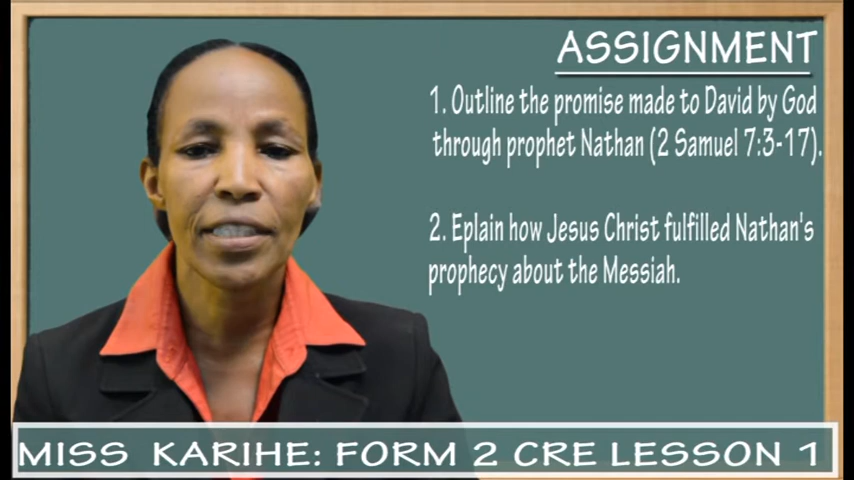 ASSIGNMENT
1. Outline the promise made to David by God
through prophet Nathan (2 Samuel 7:3-17).
2. Eplain how Jesus Christ fulfilled Nathan's
prophecy about the Messiah.
MISS KARIHE: FORM 2 CRE LESSON 1